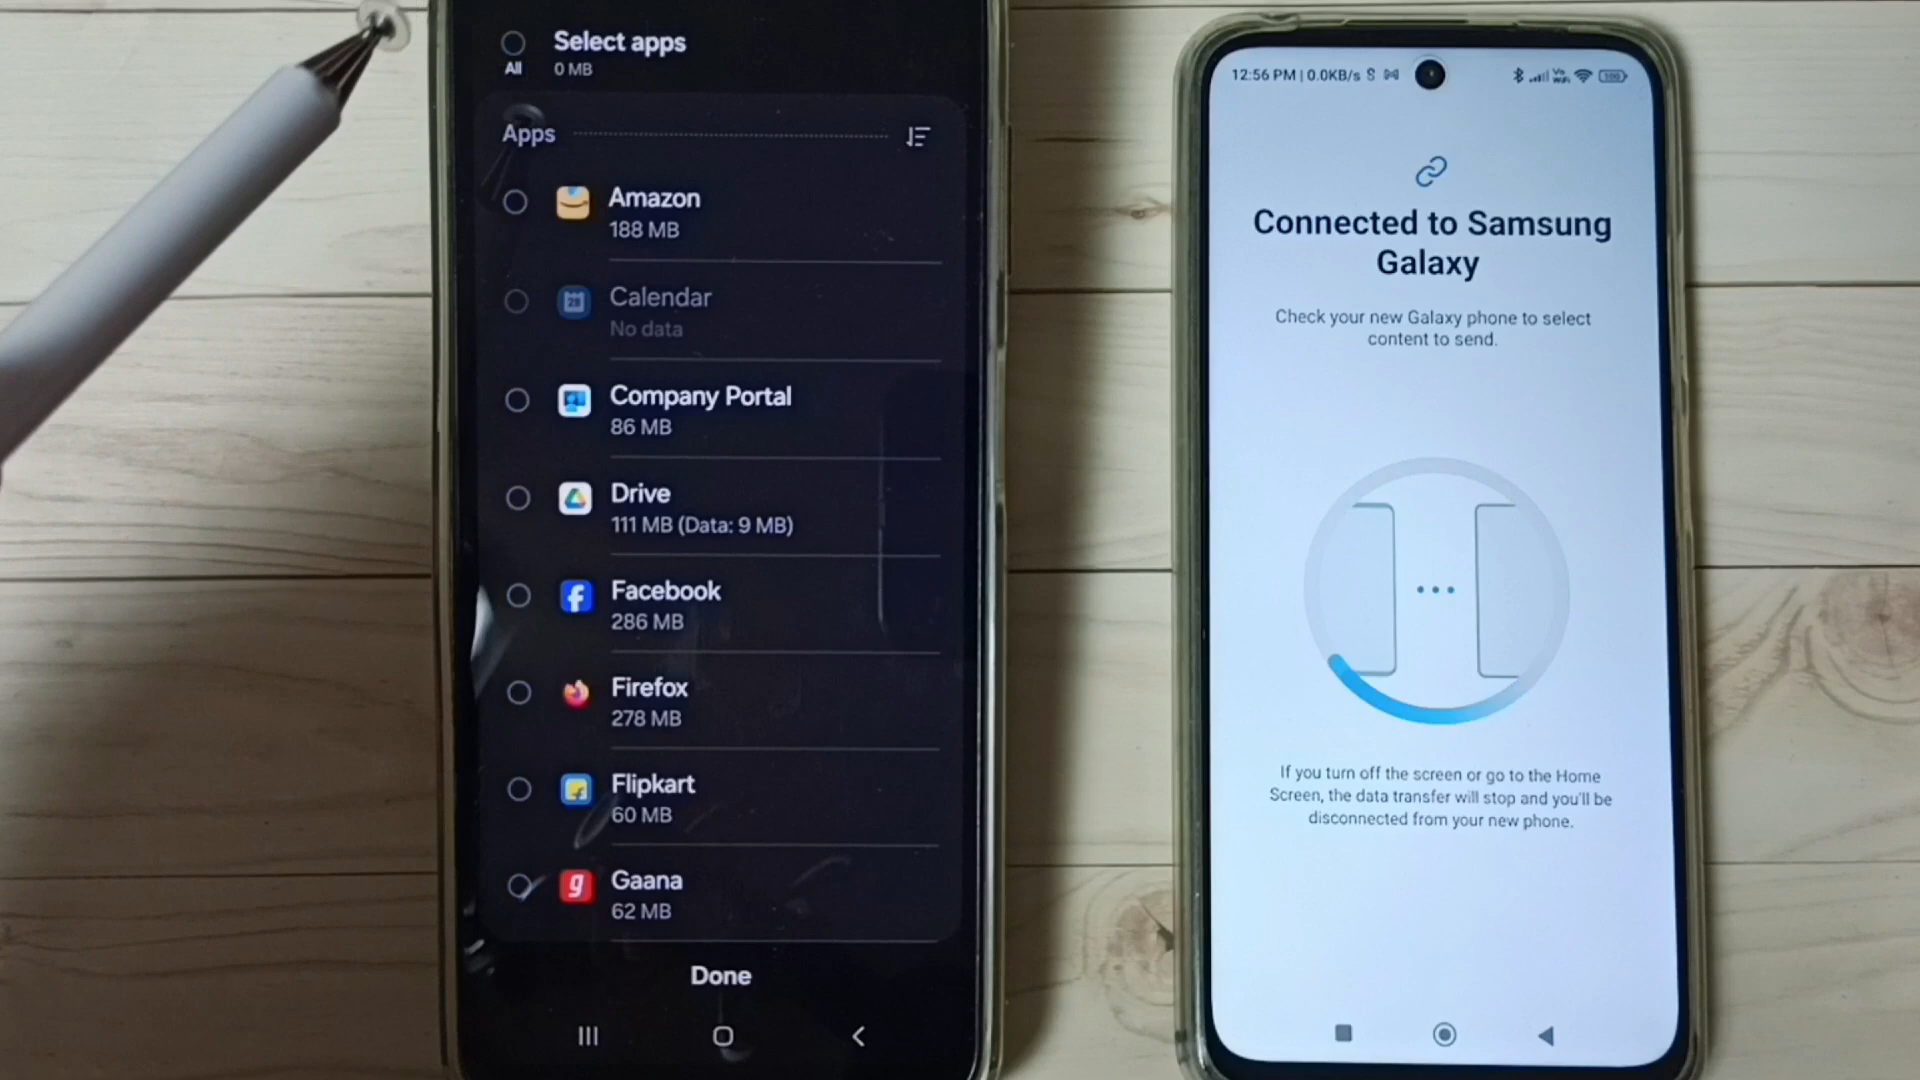 Select apps
All
0 MB
Apps
Amazon
188 MB
Calendar
No data
Company Portal
86 MB
Drive
111 MB (Data: 9 MB)
Facebook
286 MB
Firefox
278 MB
Flipkart
60 MB
Gaana
62 MB
Done
12:56 PM | 0.0KB/s
100
Connected to Samsung
Galaxy
Check your new Galaxy phone to select
content to send.
If you turn off the screen or go to the Home
Screen, the data transfer will stop and you'll be
disconnected from your new phone.